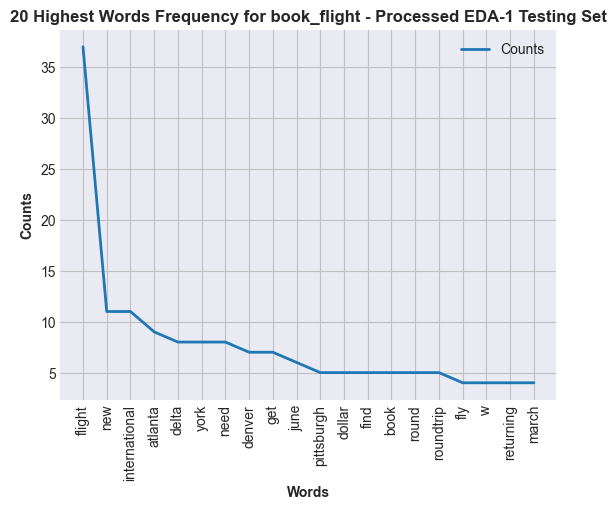 20 Highest Words Frequency for book_flight - Processed EDA-1 Testing Set
Counts
35
30
25
20
15
10
5
Counts
flight
new
international
atlanta
delta
york
need
denver
get
june
pittsburgh
dollar
find
book
round
roundtrip
fly
w
returning
march
Words